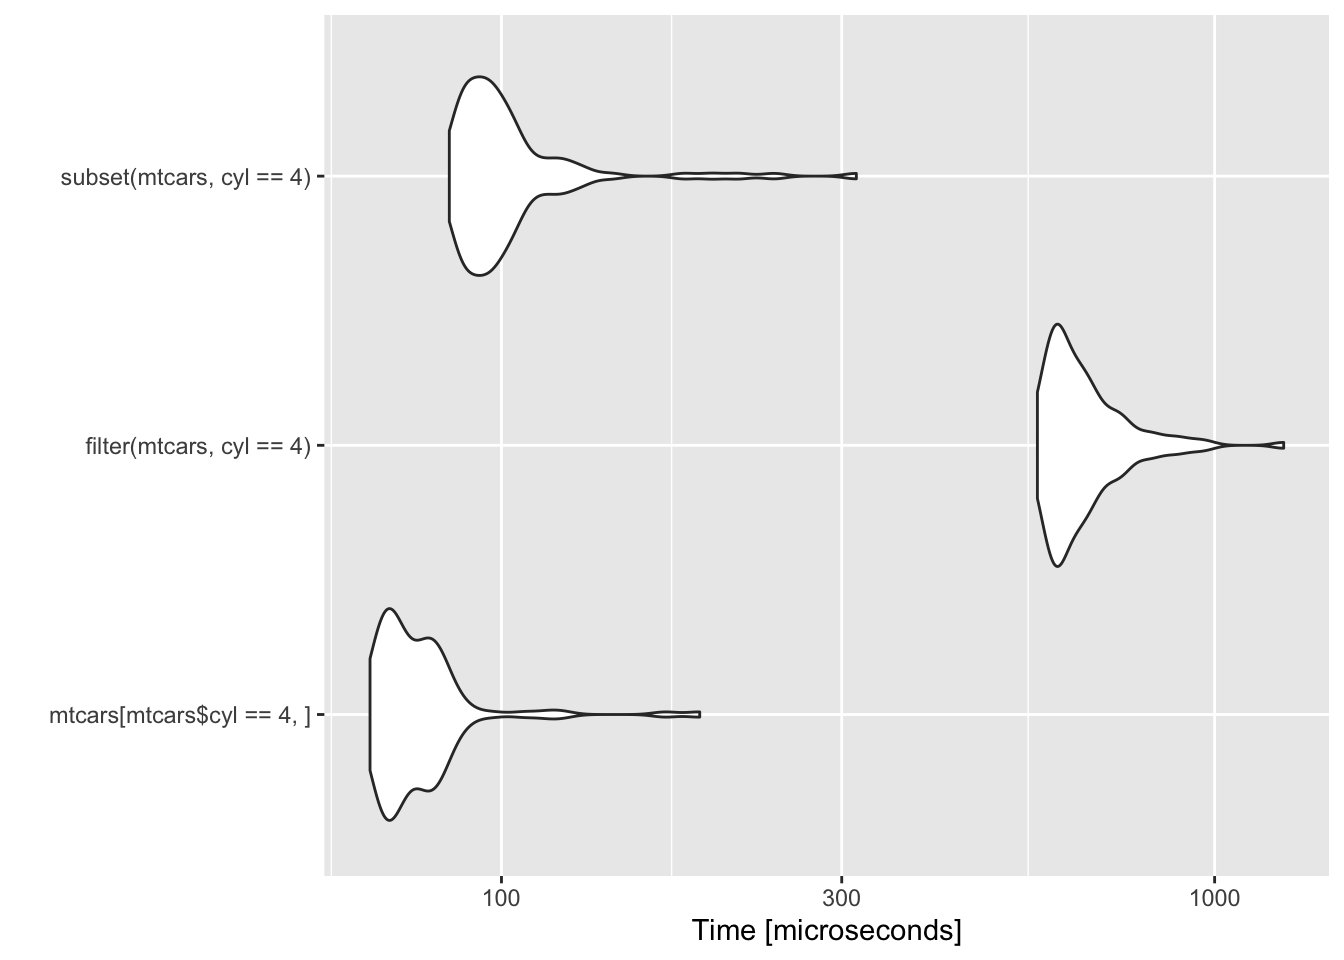 subset(mtcars, cyl == 4)
filter(mtcars, cyl == 4)
mtcars[mtcars$cyl == 4, ]
100
300
1000
Time [microseconds]